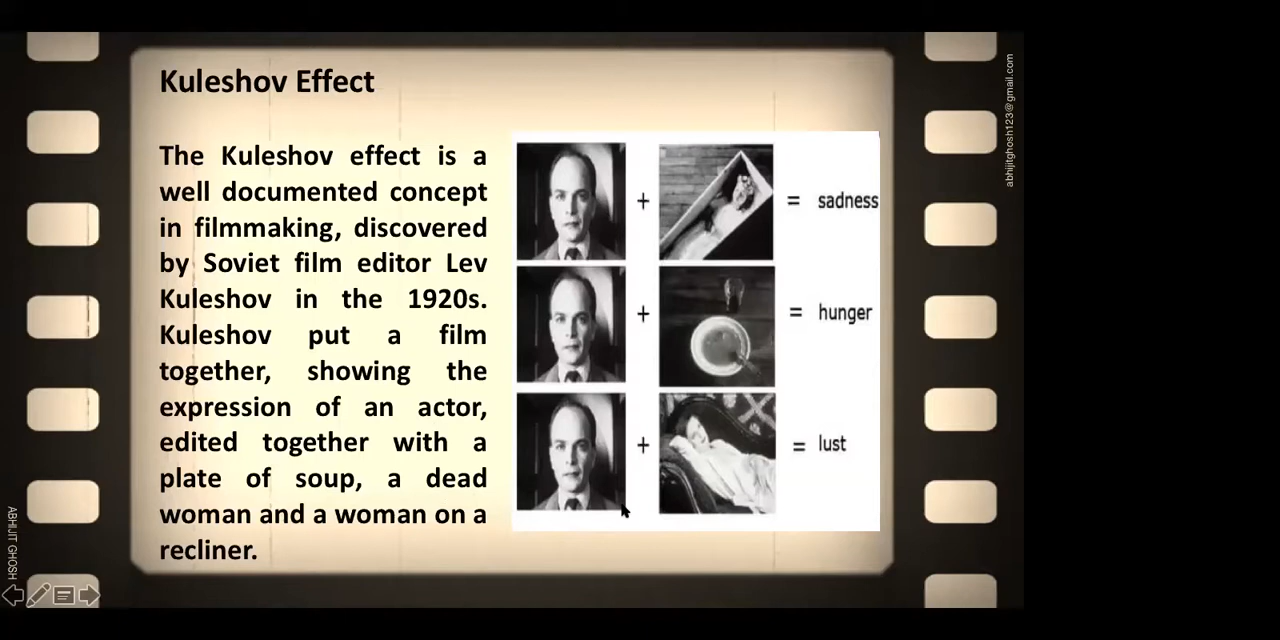 Kuleshov Effect
The Kuleshov effect is a
well documented concept
in filmmaking, discovered
by Soviet film editor Lev
Kuleshov in the 1920s.
Kuleshov put a film
together, showing the
expression of an actor,
edited together with a
plate of soup, a dead
woman and a woman on a
recliner.
+ = sadness
+ = hunger
+ = lust
abhijitghosh123@gmail.com
ABHIJIT GHOSH